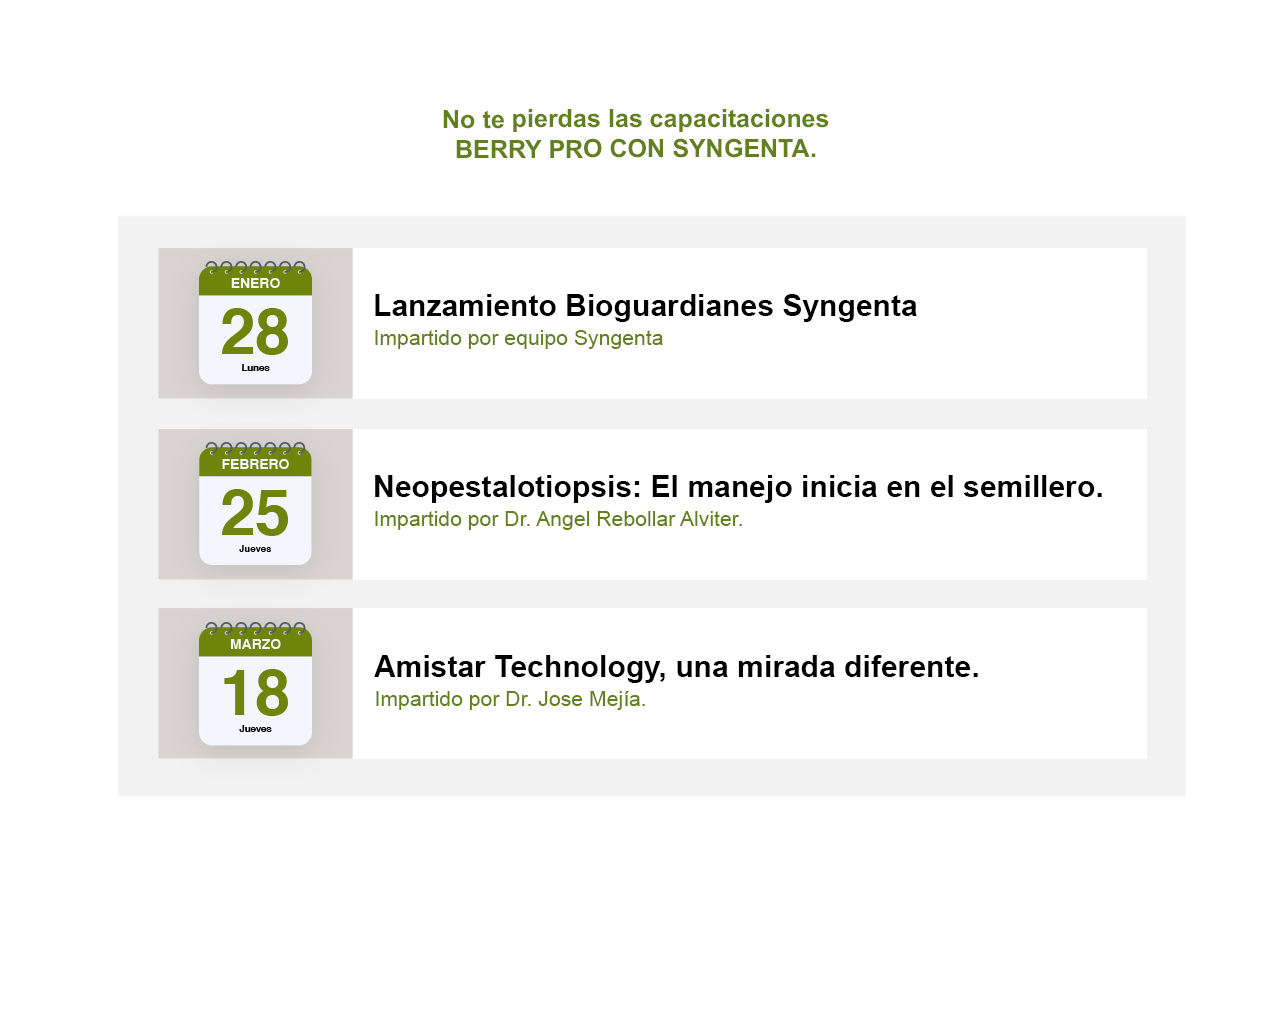 No te pierdas las capacitaciones
BERRY PRO CON SYNGENTA.
ENERO
28
Lunes
Lanzamiento Bioguardianes Syngenta
Impartido por equipo Syngenta
FEBRERO
25
Jueves
Neopestalotiopsis: El manejo inicia en el semillero.
Impartido por Dr. Angel Rebollar Alviter.
MARZO
18
Jueves
Amistar Technology, una mirada diferente.
Impartido por Dr. Jose Mejía.